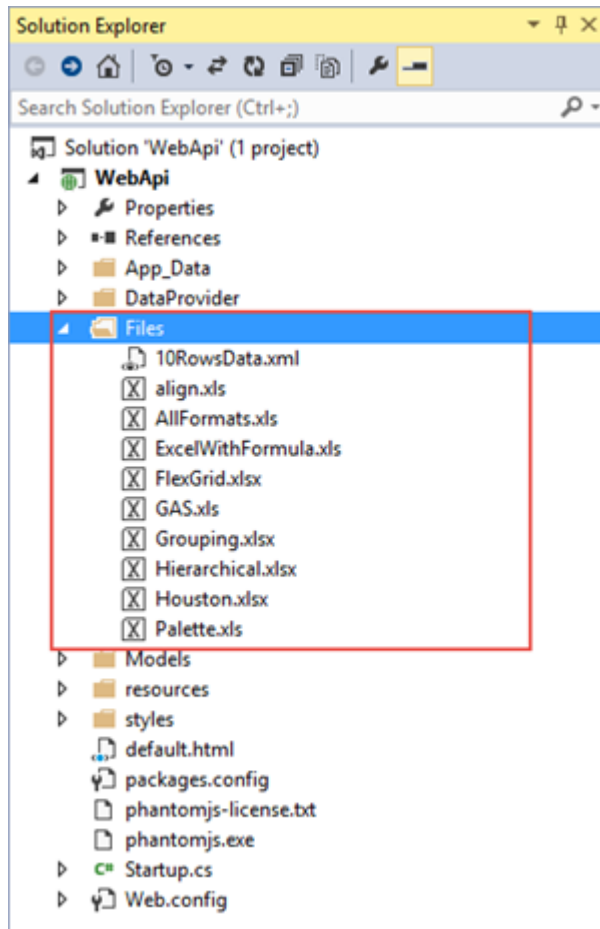 Solution Explorer
Search Solution Explorer (Ctrl+;)
Solution 'WebApi' (1 project)
WebApi
Properties
References
App_Data
DataProvider
Files
10RowsData.xml
align.xls
AllFormats.xls
ExcelWithFormula.xls
FlexGrid.xlsx
GAS.xls
Grouping.xlsx
Hierarchical.xlsx
Houston.xlsx
Palette.xls
Models
resources
styles
default.html
packages.config
phantomjs-license.txt
phantomjs.exe
C# Startup.cs
Web.config